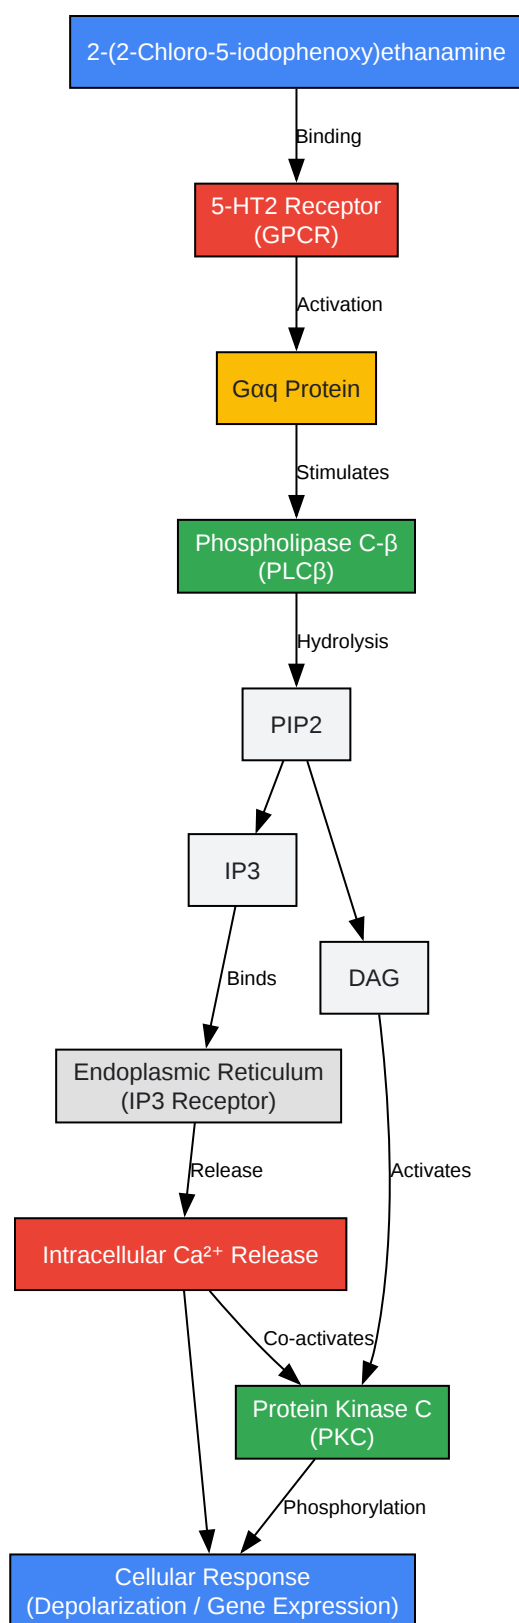 2-(2-Chloro-5-iodophenoxy)ethanamine
Binding
5-HT2 Receptor
(GPCR)
Activation
Gαq Protein
Stimulates
Phospholipase C-β
(PLCβ)
Hydrolysis
PIP2
IP3
DAG
Binds
Endoplasmic Reticulum
(IP3 Receptor)
Release
Activates
Intracellular Ca²⁺ Release
Co-activates
Protein Kinase C
(PKC)
Phosphorylation
Cellular Response
(Depolarization / Gene Expression)